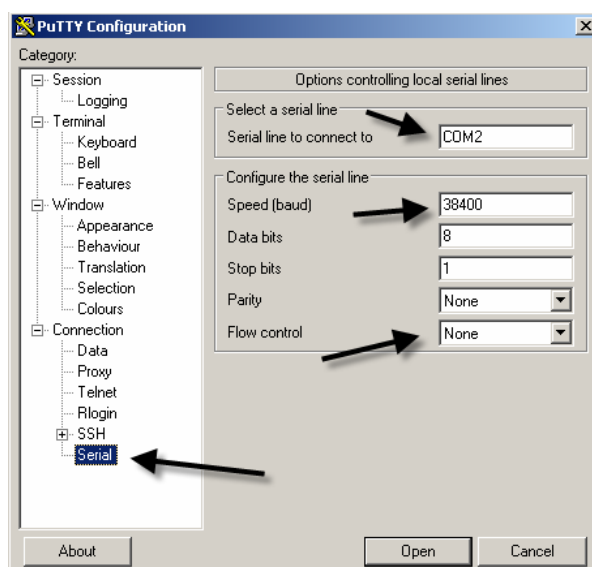 PuTTY Configuration
Category:
Session
Logging
Terminal
Keyboard
Bell
Features
Window
Appearance
Behaviour
Translation
Selection
Colours
Connection
Data
Proxy
Telnet
Rlogin
SSH
Serial
Options controlling local serial lines
Select a serial line
Serial line to connect to COM2
Configure the serial line
Speed (baud) 38400
Data bits 8
Stop bits 1
Parity None
Flow control None
About Open Cancel